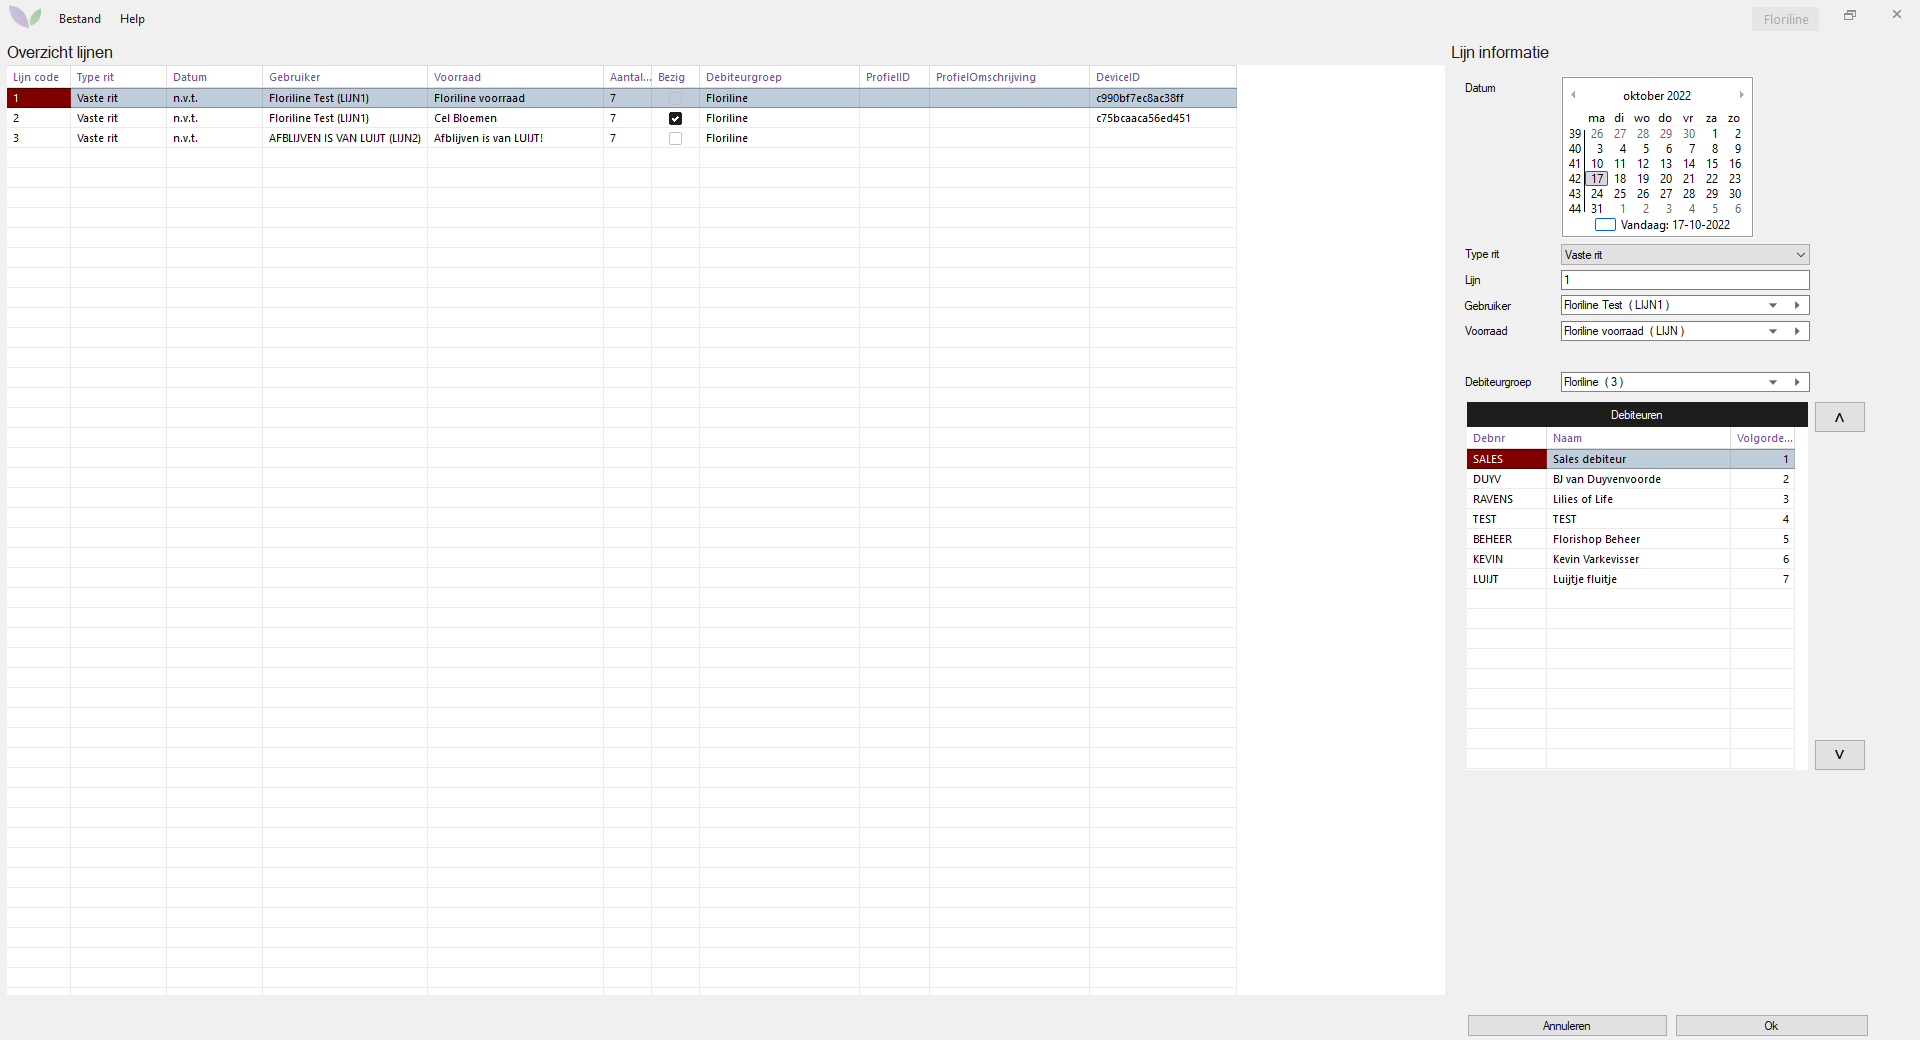 Bestand Help Floriline
Overzicht lijnen
Lijn code Type rit Datum Gebruiker Voorraad Aantal... Bezig Debiteurgroep ProfielID ProfielOmschrijving DeviceID
1 Vaste rit n.v.t. Floriline Test (LIJN1) Floriline voorraad 7 Floriline c990bf7ec8ac38ff
2 Vaste rit n.v.t. Floriline Test (LIJN1) Cel Bloemen 7 Floriline c75bcaaca56ed451
3 Vaste rit n.v.t. AFBLIJVEN IS VAN LUIJT (LIJN2) Afblijven is van LUIJT! 7 Floriline
Lijn informatie
Datum
oktober 2022
ma di wo do vr za zo
39 26 27 28 29 30 1 2
40 3 4 5 6 7 8 9
41 10 11 12 13 14 15 16
42 17 18 19 20 21 22 23
43 24 25 26 27 28 29 30
44 31 1 2 3 4 5 6
Vandaag: 17-10-2022
Type rit Vaste rit
Lijn 1
Gebruiker Floriline Test ( LIJN1 )
Voorraad Floriline voorraad ( LIJN )
Debiteurgroep Floriline ( 3 )
Debiteuren
Debnr Naam Volgorde...
SALES Sales debiteur 1
DUYV BJ van Duyvenvoorde 2
RAVENS Lilies of Life 3
TEST TEST 4
BEHEER Florishop Beheer 5
KEVIN Kevin Varkevisser 6
LUIJT Luijtje fluitje 7
Annuleren Ok